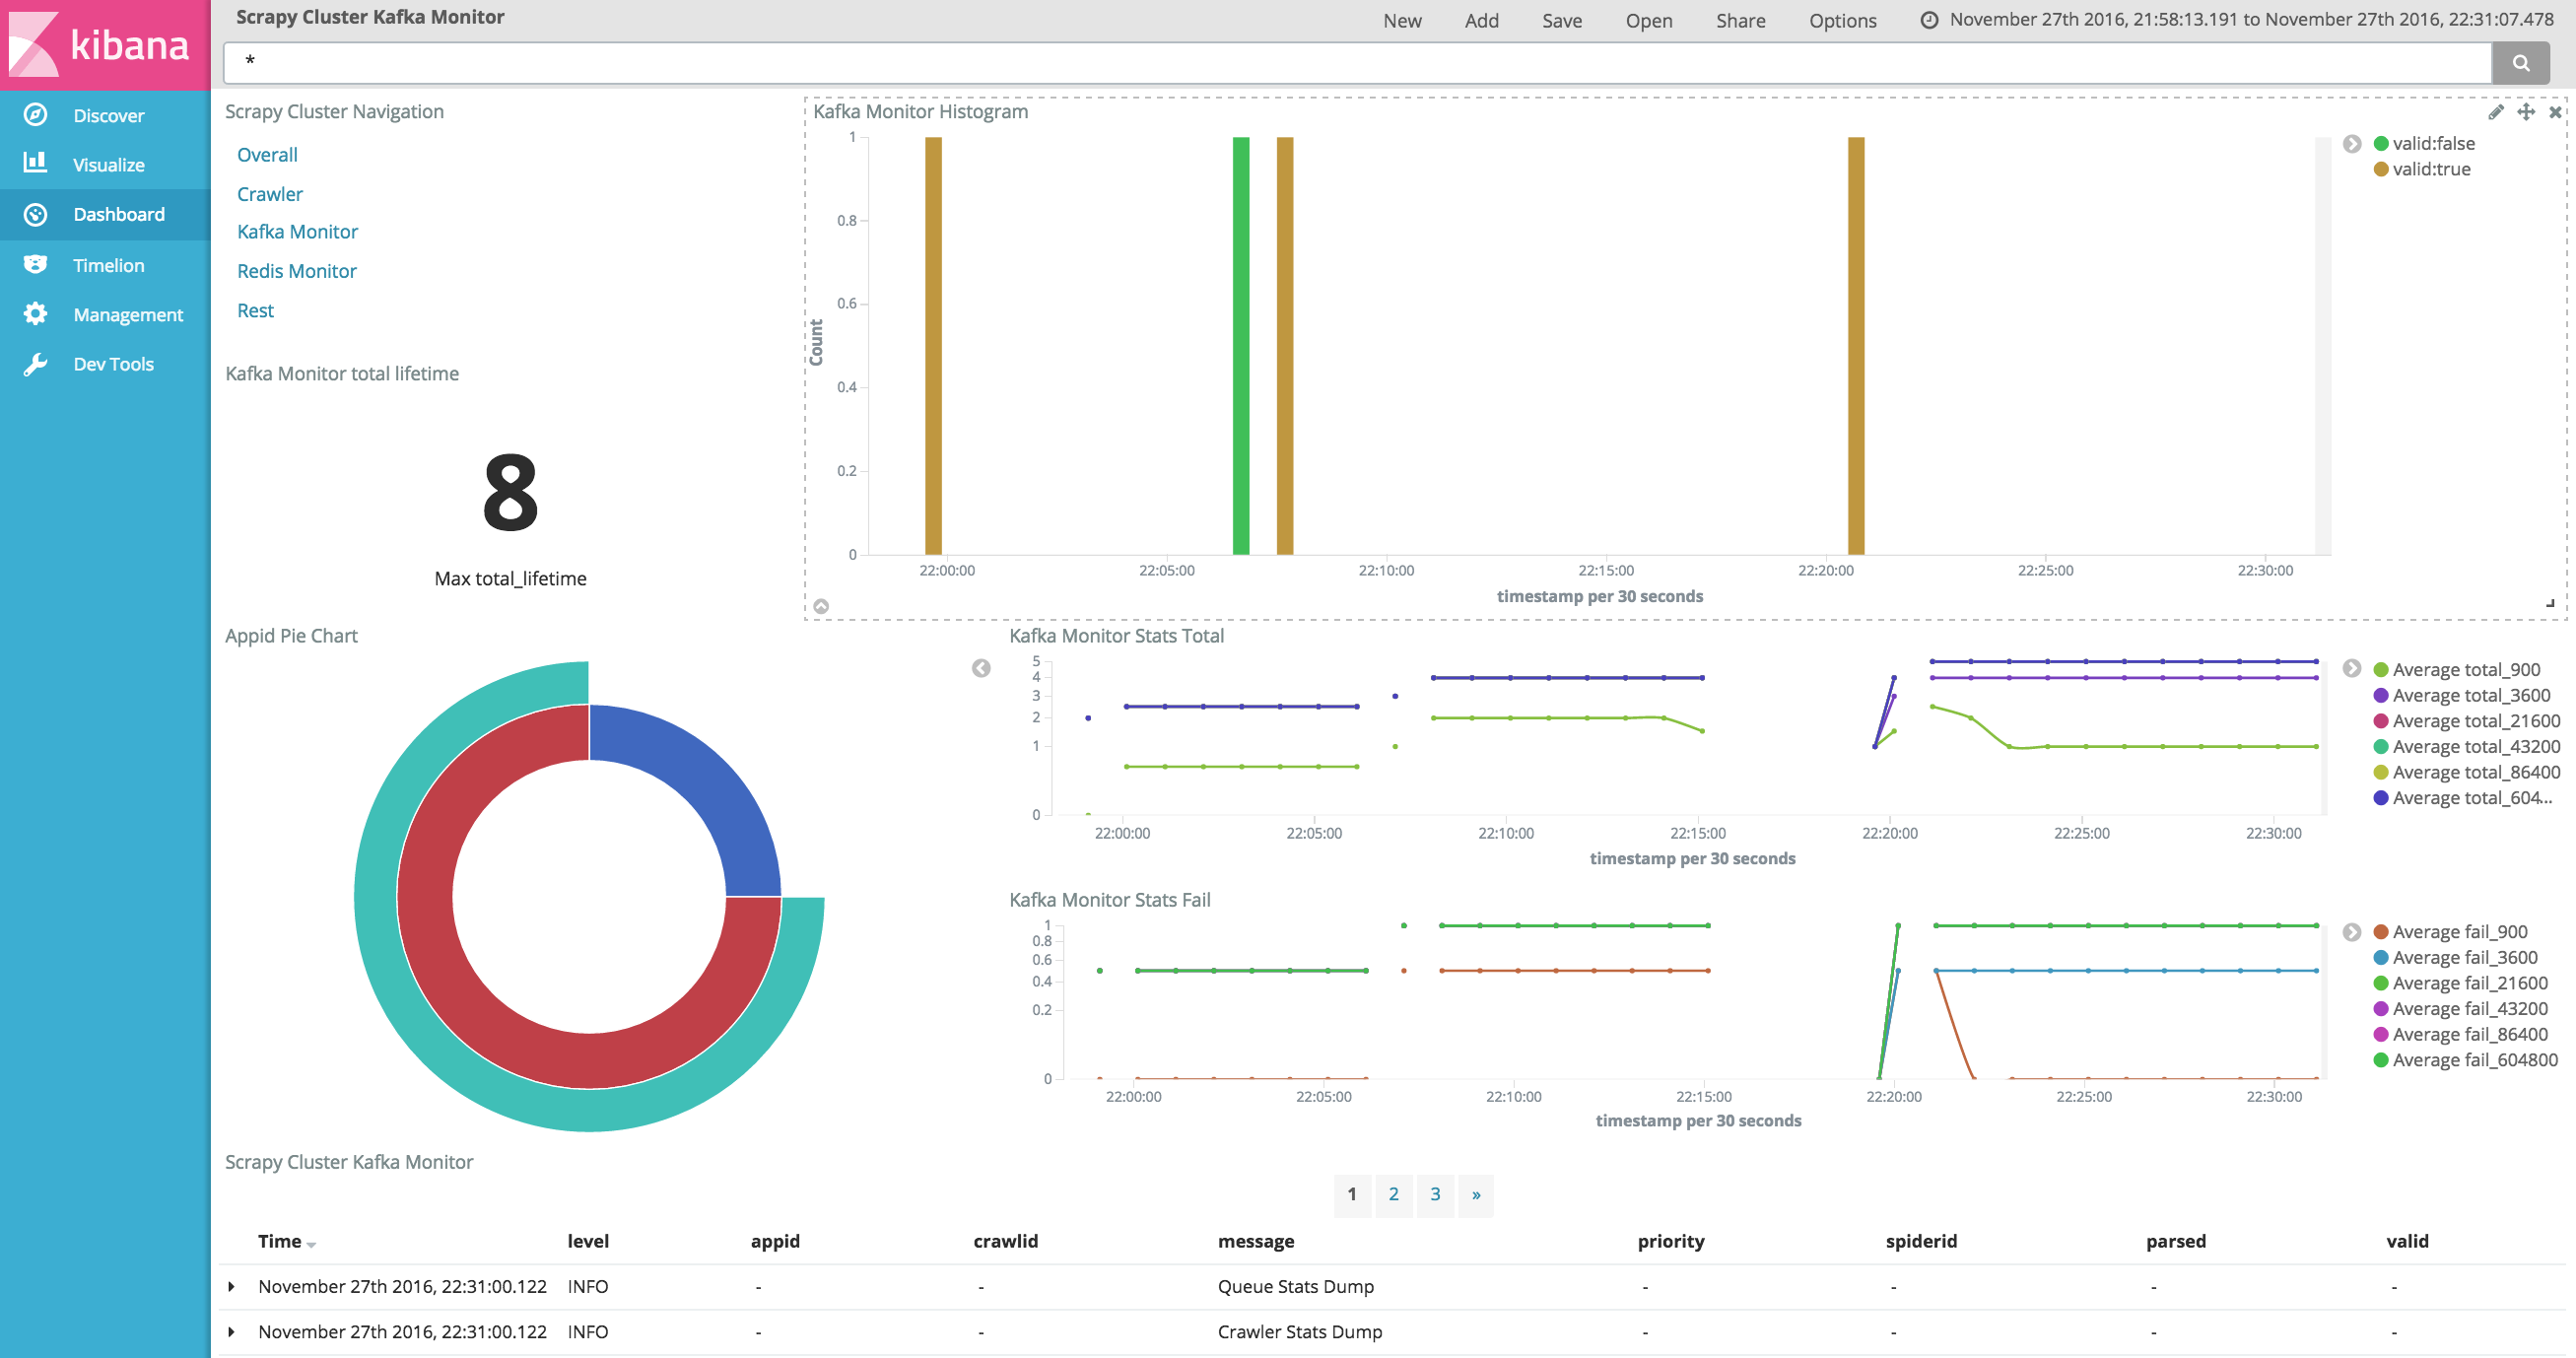 kibana
Scrapy Cluster Kafka Monitor
New Add Save Open Share Options November 27th 2016, 21:58:13.191 to November 27th 2016, 22:31:07.478
*
Discover
Visualize
Dashboard
Timelion
Management
Dev Tools
Scrapy Cluster Navigation
Overall
Crawler
Kafka Monitor
Redis Monitor
Rest
Kafka Monitor total lifetime
8
Max total_lifetime
Kafka Monitor Histogram
1
0.8
0.6
0.4
0.2
0
Count
22:00:00 22:05:00 22:10:00 22:15:00 22:20:00 22:25:00 22:30:00
timestamp per 30 seconds
valid:false
valid:true
Appid Pie Chart
Kafka Monitor Stats Total
5
4
3
2
1
0
22:00:00 22:05:00 22:10:00 22:15:00 22:20:00 22:25:00 22:30:00
timestamp per 30 seconds
Average total_900
Average total_3600
Average total_21600
Average total_43200
Average total_86400
Average total_604...
Kafka Monitor Stats Fail
1
0.8
0.6
0.4
0.2
0
22:00:00 22:05:00 22:10:00 22:15:00 22:20:00 22:25:00 22:30:00
timestamp per 30 seconds
Average fail_900
Average fail_3600
Average fail_21600
Average fail_43200
Average fail_86400
Average fail_604800
Scrapy Cluster Kafka Monitor
1 2 3 »
Time level appid crawlid message priority spiderid parsed valid
November 27th 2016, 22:31:00.122 INFO - - Queue Stats Dump - - - -
November 27th 2016, 22:31:00.122 INFO - - Crawler Stats Dump - - - -